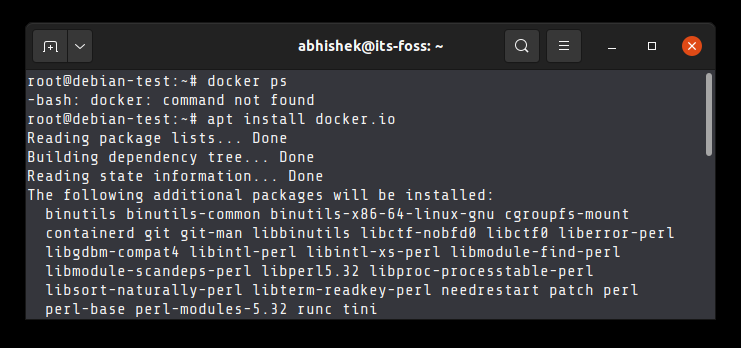 abhishek@its-foss: ~
root@debian-test:~# docker ps
-bash: docker: command not found
root@debian-test:~# apt install docker.io
Reading package lists... Done
Building dependency tree... Done
Reading state information... Done
The following additional packages will be installed:
  binutils binutils-common binutils-x86-64-linux-gnu cgroupfs-mount
  containerd git git-man libbinutils libctf-nobfd0 libctf0 liberror-perl
  libgdbm-compat4 libintl-perl libintl-xs-perl libmodule-find-perl
  libmodule-scandeps-perl libperl5.32 libproc-processtable-perl
  libsort-naturally-perl libterm-readkey-perl needrestart patch perl
  perl-base perl-modules-5.32 runc tini